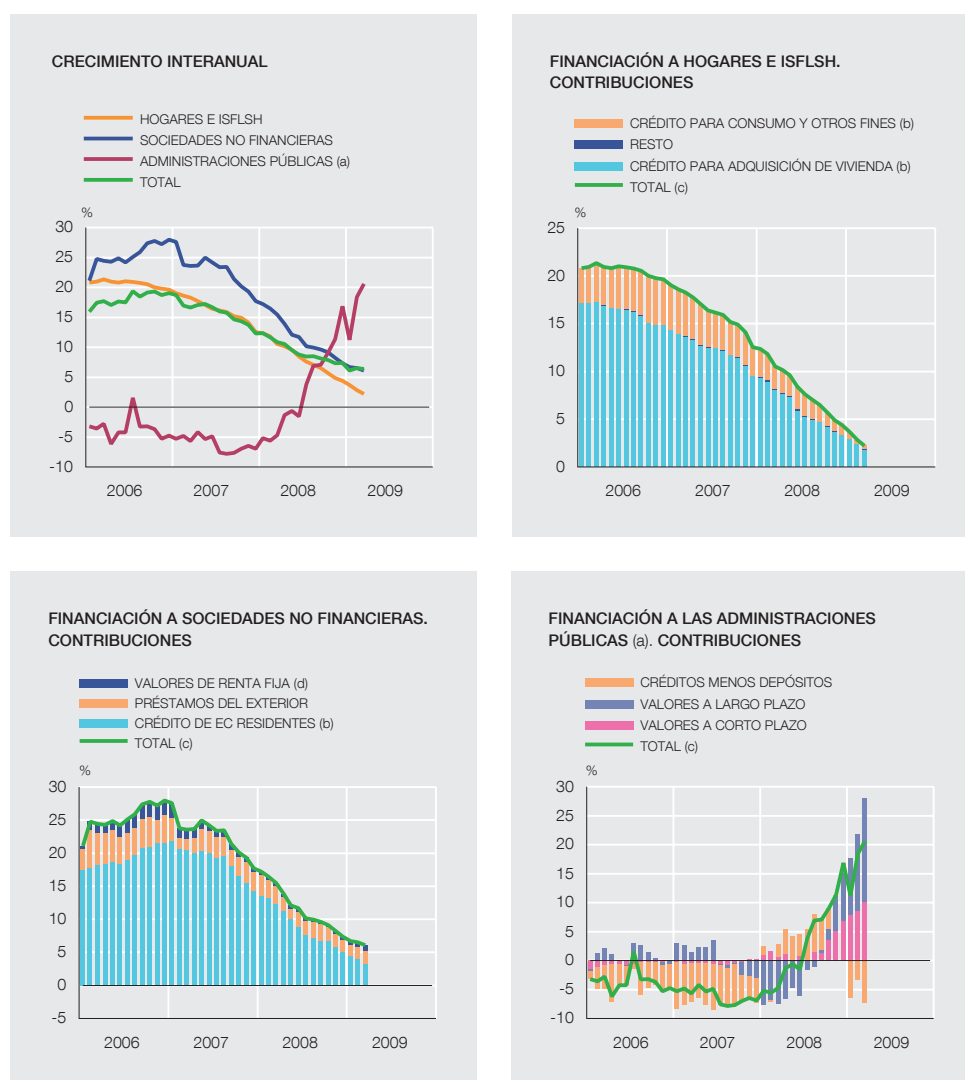 CRECIMIENTO INTERANUAL
HOGARES E ISFLSH
SOCIEDADES NO FINANCIERAS
ADMINISTRACIONES PÚBLICAS (a)
TOTAL
%
30
25
20
15
10
5
0
-5
-10
2006 2007 2008 2009
FINANCIACIÓN A HOGARES E ISFLSH.
CONTRIBUCIONES
CRÉDITO PARA CONSUMO Y OTROS FINES (b)
RESTO
CRÉDITO PARA ADQUISICIÓN DE VIVIENDA (b)
TOTAL (c)
%
25
20
15
10
5
0
2006 2007 2008 2009
FINANCIACIÓN A SOCIEDADES NO FINANCIERAS.
CONTRIBUCIONES
VALORES DE RENTA FIJA (d)
PRÉSTAMOS DEL EXTERIOR
CRÉDITO DE EC RESIDENTES (b)
TOTAL (c)
%
30
25
20
15
10
5
0
-5
2006 2007 2008 2009
FINANCIACIÓN A LAS ADMINISTRACIONES
PÚBLICAS (a). CONTRIBUCIONES
CRÉDITOS MENOS DEPÓSITOS
VALORES A LARGO PLAZO
VALORES A CORTO PLAZO
TOTAL (c)
%
30
25
20
15
10
5
0
-5
-10
2006 2007 2008 2009